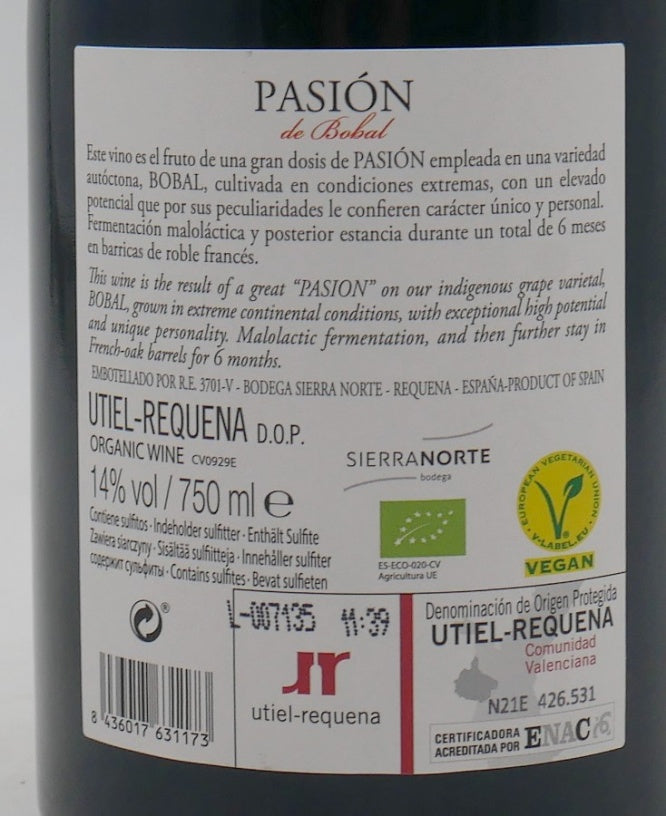 PASIÓN
de Bobal
Este vino es el fruto de una gran dosis de PASIÓN empleada en una variedad
autóctona, BOBAL, cultivada en condiciones extremas, con un elevado
potencial que por sus peculiaridades le confieren carácter único y personal.
Fermentación maloláctica y posterior estancia durante un total de 6 meses
en barricas de roble francés.
This wine is the result of a great “PASION” on our indigenous grape varietal,
BOBAL, grown in extreme continental conditions, with exceptional high potential
and unique personality. Malolactic fermentation, and then further stay in
French-oak barrels for 6 months.
EMBOTELLADO POR R.E. 3701-V - BODEGA SIERRA NORTE - REQUENA - ESPAÑA-PRODUCT OF SPAIN
UTIEL-REQUENA D.O.P.
ORGANIC WINE CV0929E
14% vol / 750 ml e
Contiene sulfitos · Indeholder sulfitter · Enthält Sulfite
Zawiera siarczyny · Sisältää sulfiitteja · Innehåller sulfiter
содержит сульфиты · Contains sulfites · Bevat sulfieten
SIERRANORTE
bodega
ES-ECO-020-CV
Agricultura UE
EUROPEAN VEGETARIAN UNION
V-LABEL.EU
VEGAN
®
8 436017 631173
L-007135 11:39
utiel-requena
Denominación de Origen Protegida
UTIEL-REQUENA
Comunidad
Valenciana
N21E 426.531
CERTIFICADORA
ACREDITADA POR ENAC